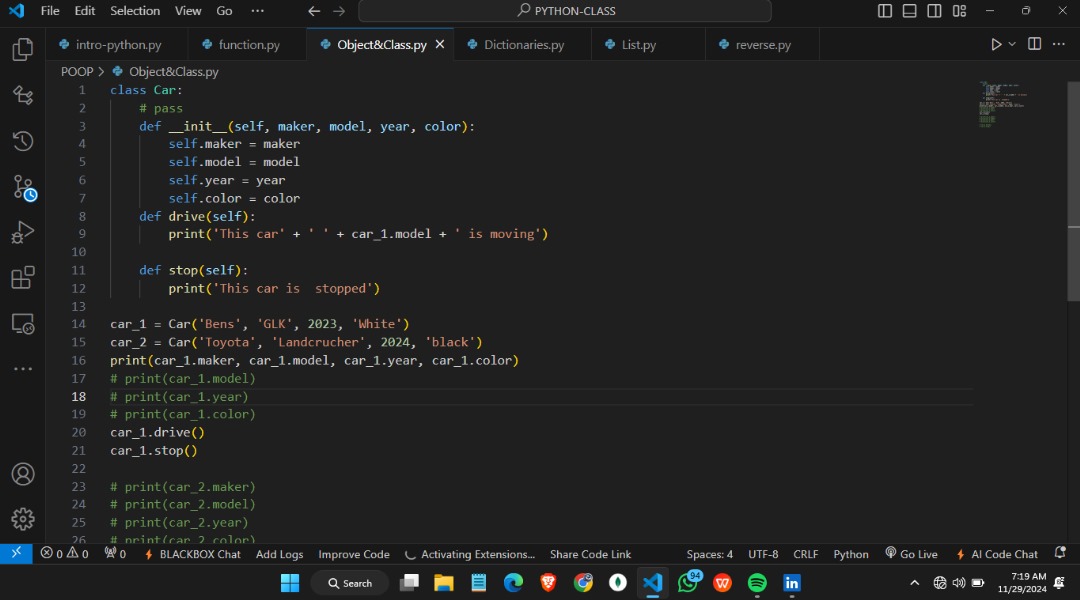 File Edit Selection View Go ··· PYTHON-CLASS
intro-python.py function.py Object&Class.py Dictionaries.py List.py reverse.py
POOP > Object&Class.py
1 class Car:
2 # pass
3 def __init__(self, maker, model, year, color):
4 self.maker = maker
5 self.model = model
6 self.year = year
7 self.color = color
8 def drive(self):
9 print('This car' + ' ' + car_1.model + ' is moving')
10
11 def stop(self):
12 print('This car is  stopped')
13
14 car_1 = Car('Bens', 'GLK', 2023, 'White')
15 car_2 = Car('Toyota', 'Landcrucher', 2024, 'black')
16 print(car_1.maker, car_1.model, car_1.year, car_1.color)
17 # print(car_1.model)
18 # print(car_1.year)
19 # print(car_1.color)
20 car_1.drive()
21 car_1.stop()
22
23 # print(car_2.maker)
24 # print(car_2.model)
25 # print(car_2.year)
26 # print(car_2.color)
0 0 0 BLACKBOX Chat Add Logs Improve Code Activating Extensions... Share Code Link Spaces: 4 UTF-8 CRLF Python Go Live AI Code Chat
Search 94 7:19 AM
11/29/2024